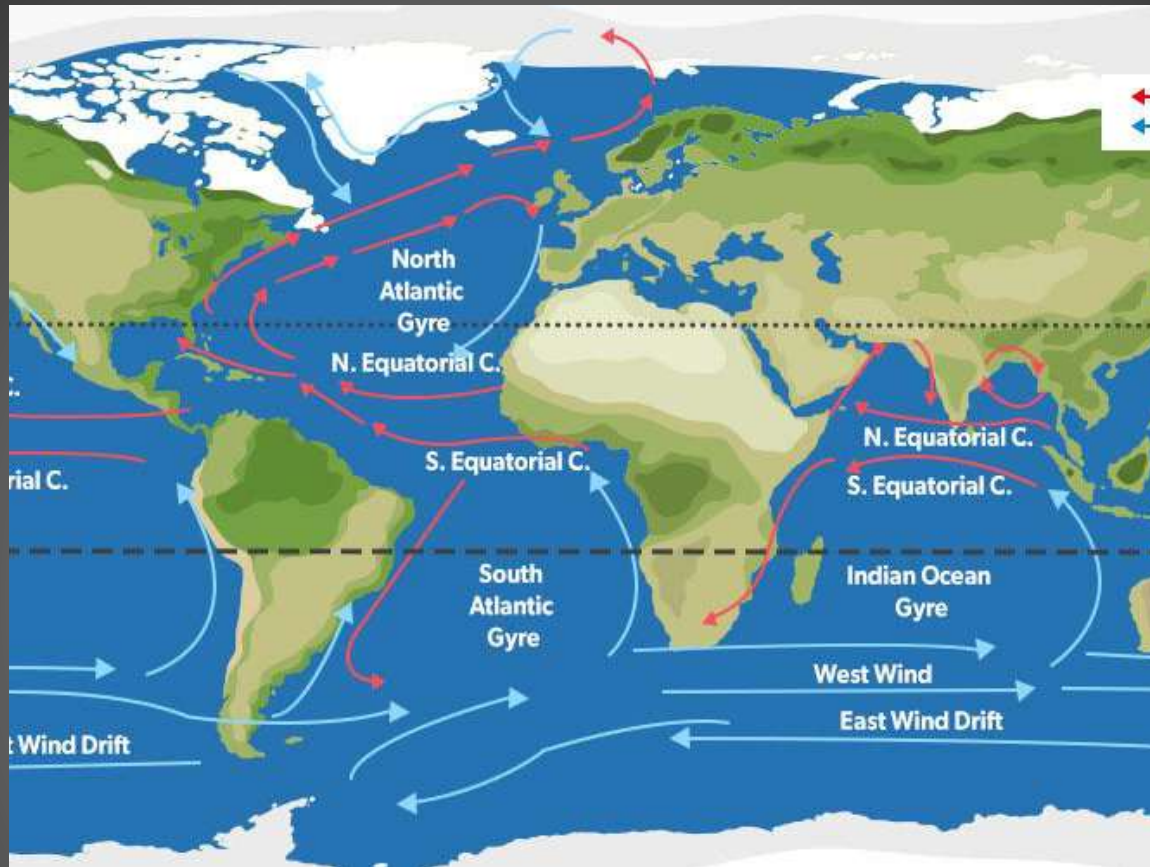 North
Atlantic
Gyre
N. Equatorial C.
C.
S. Equatorial C.
rial C.
N. Equatorial C.
S. Equatorial C.
South
Atlantic
Gyre
Indian Ocean
Gyre
West Wind
East Wind Drift
t Wind Drift